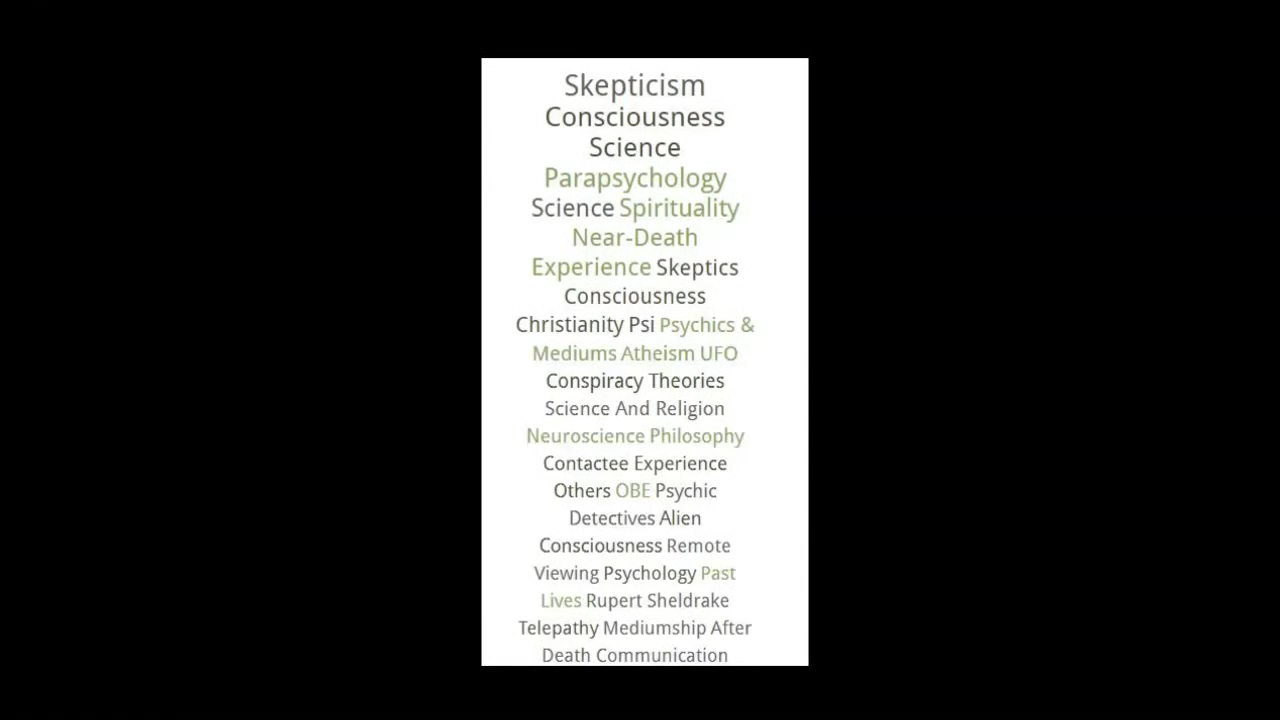 Skepticism
Consciousness
Science
Parapsychology
Science Spirituality
Near-Death
Experience Skeptics
Consciousness
Christianity Psi Psychics &
Mediums Atheism UFO
Conspiracy Theories
Science And Religion
Neuroscience Philosophy
Contactee Experience
Others OBE Psychic
Detectives Alien
Consciousness Remote
Viewing Psychology Past
Lives Rupert Sheldrake
Telepathy Mediumship After
Death Communication